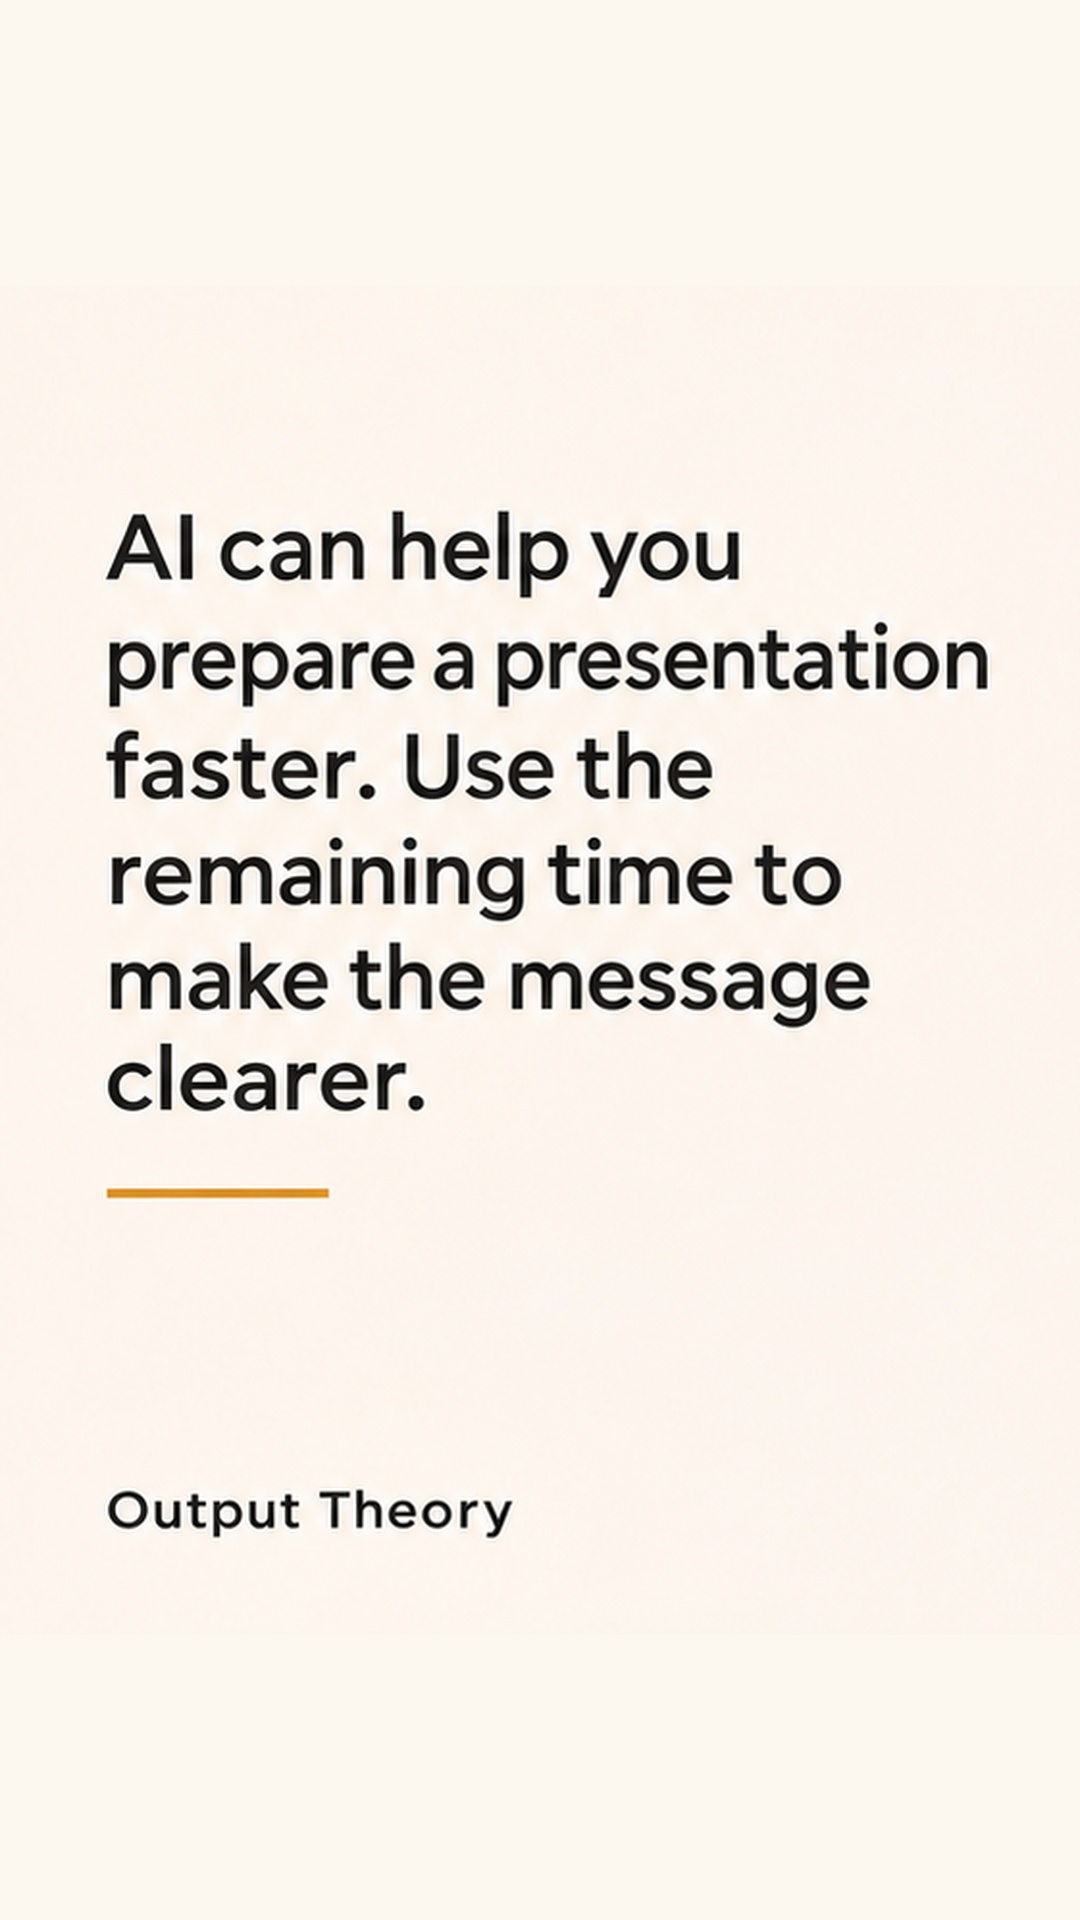 AI can help you
prepare a presentation
faster. Use the
remaining time to
make the message
clearer.
Output Theory